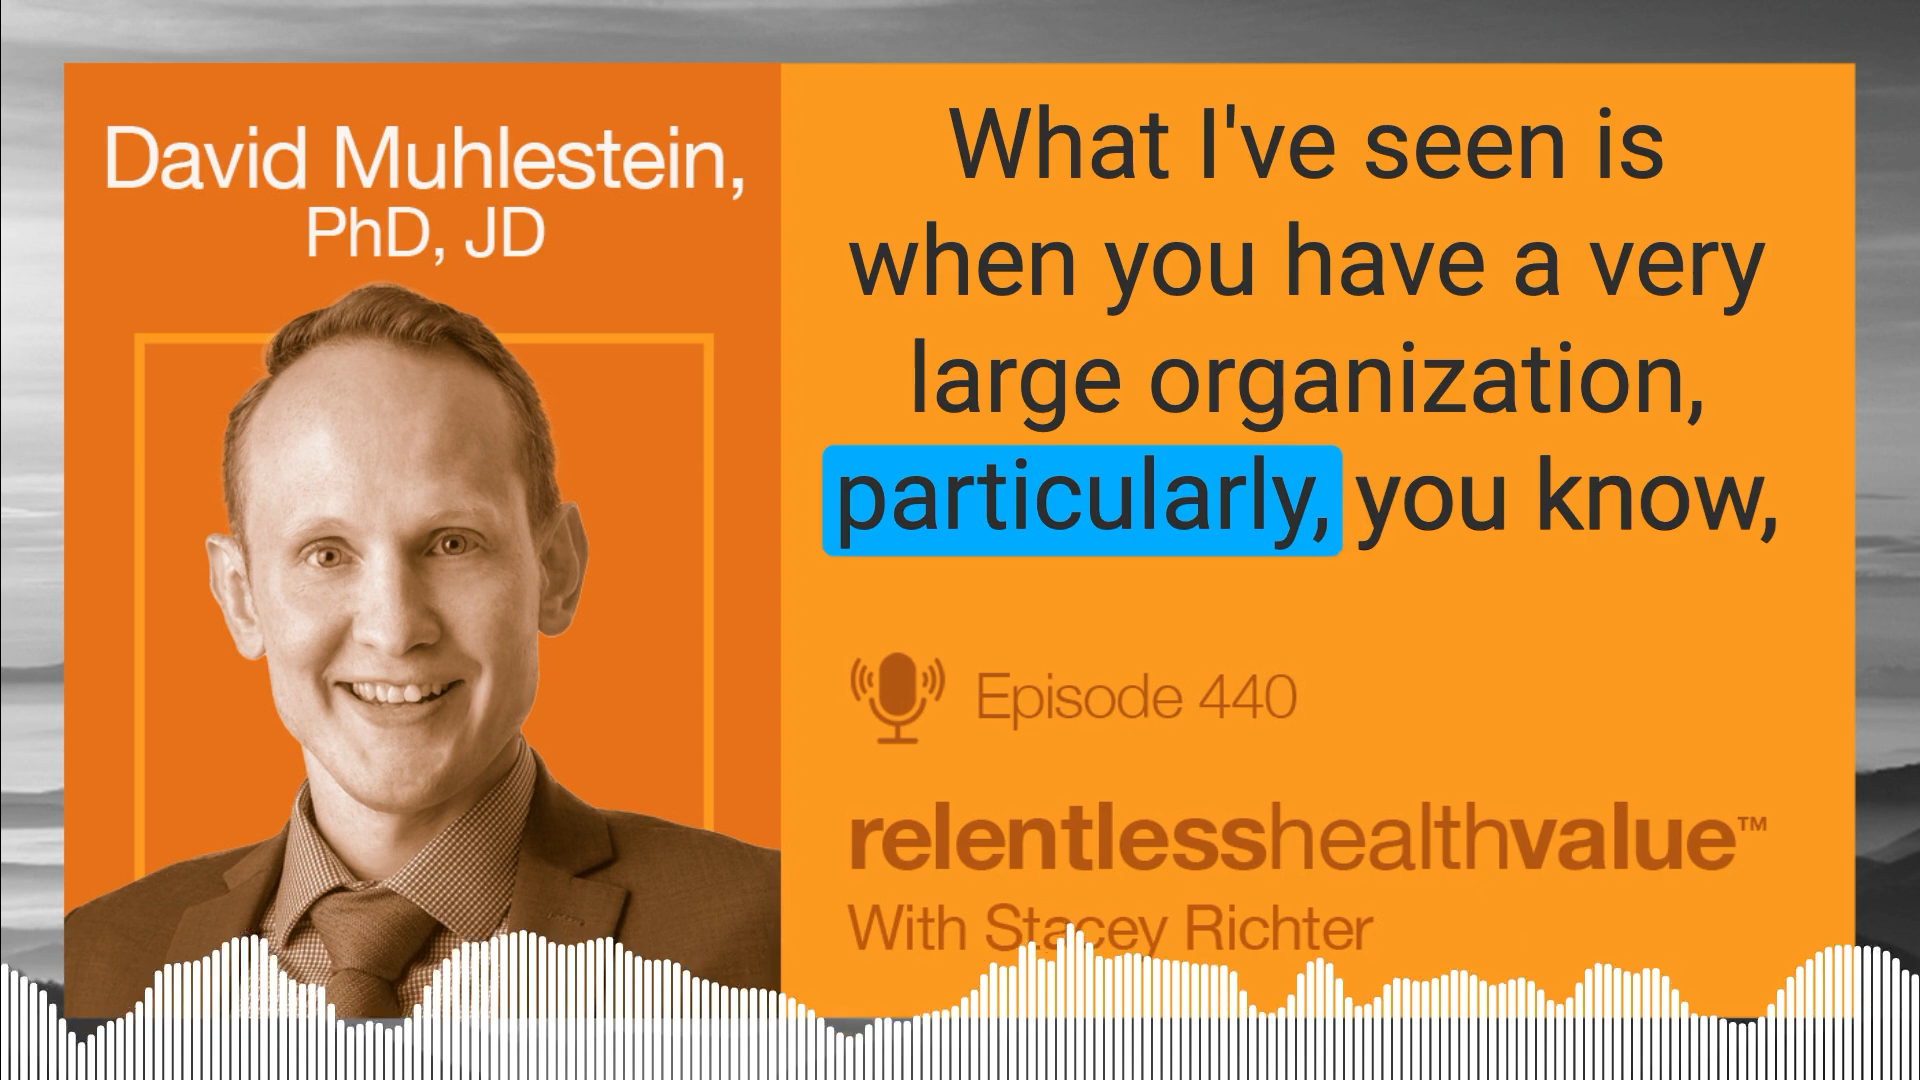 David Muhlestein,
PhD, JD
What I've seen is
when you have a very
large organization,
particularly, you know,
Episode 440
relentlesshealthvalue™
With Stacey Richter